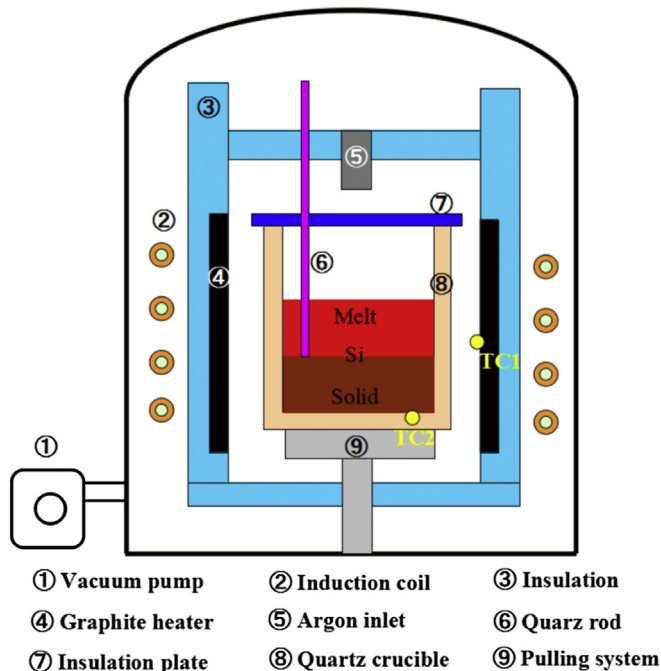 ③
⑤
②
⑦
⑥
④
⑧
Melt
Si
TC1
Solid
TC2
①
⑨
① Vacuum pump ② Induction coil ③ Insulation
④ Graphite heater ⑤ Argon inlet ⑥ Quarz rod
⑦ Insulation plate ⑧ Quartz crucible ⑨ Pulling system